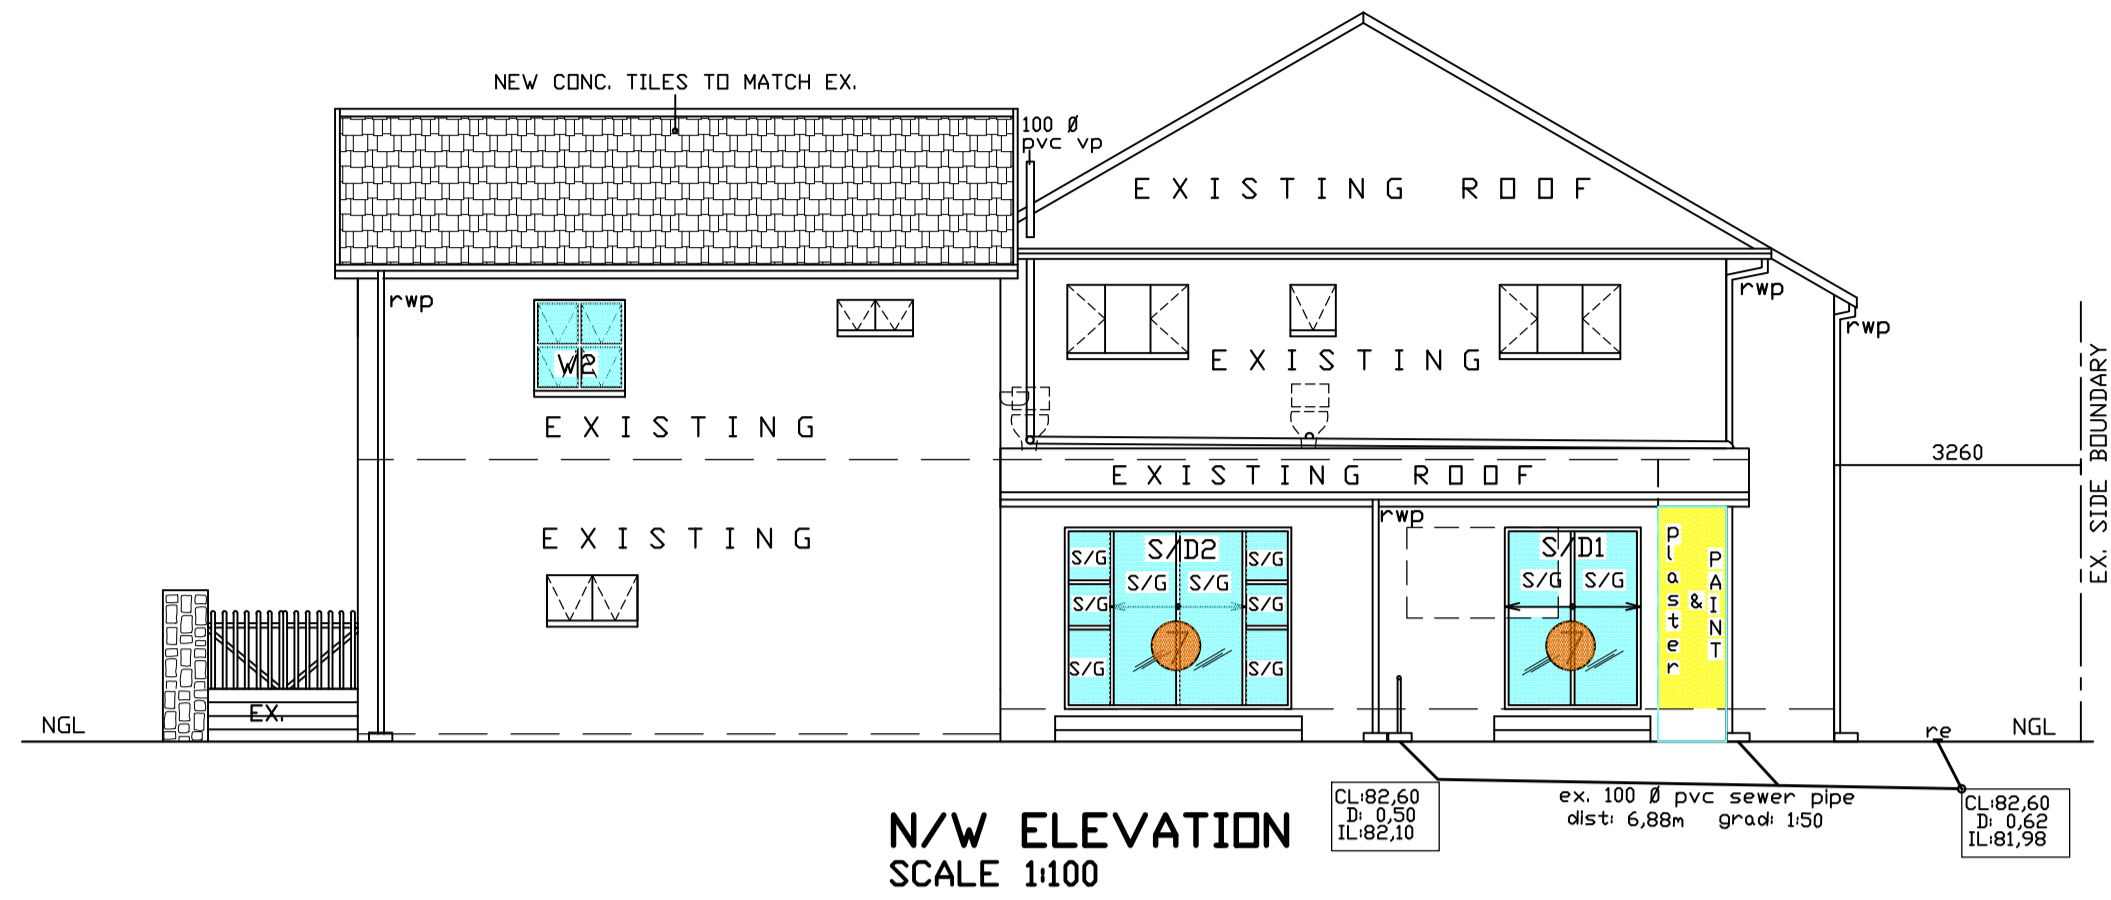 NEW CONC. TILES TO MATCH EX.
100 Ø
pvc vp
EXISTING ROOF
rwp
rwp
rwp
W2
EXISTING
EXISTING
EX. SIDE BOUNDARY
3260
EXISTING ROOF
EXISTING
rwp
S/D2
S/G
S/G
S/G
S/G
S/G
S/G
S/G
S/G
S/D1
S/G
S/G
plaster
&
PAINT
7
7
EX.
NGL
re
NGL
CL:82,60
D: 0,50
IL:82,10
ex. 100 Ø pvc sewer pipe
dist: 6,88m grad: 1:50
CL:82,60
D: 0,62
IL:81,98
N/W ELEVATION
SCALE 1:100